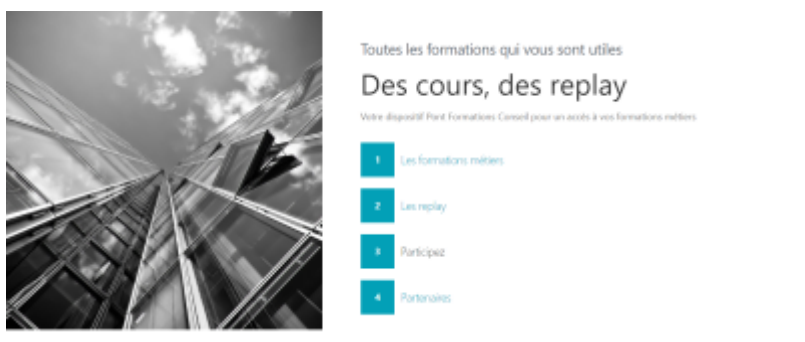 Toutes les formations qui vous sont utiles
Des cours, des replay
Votre dispositif Pont Formations Conseil pour un accès à vos formations métiers
1 Les formations métiers
2 Les replay
3 Participez
4 Partenaires